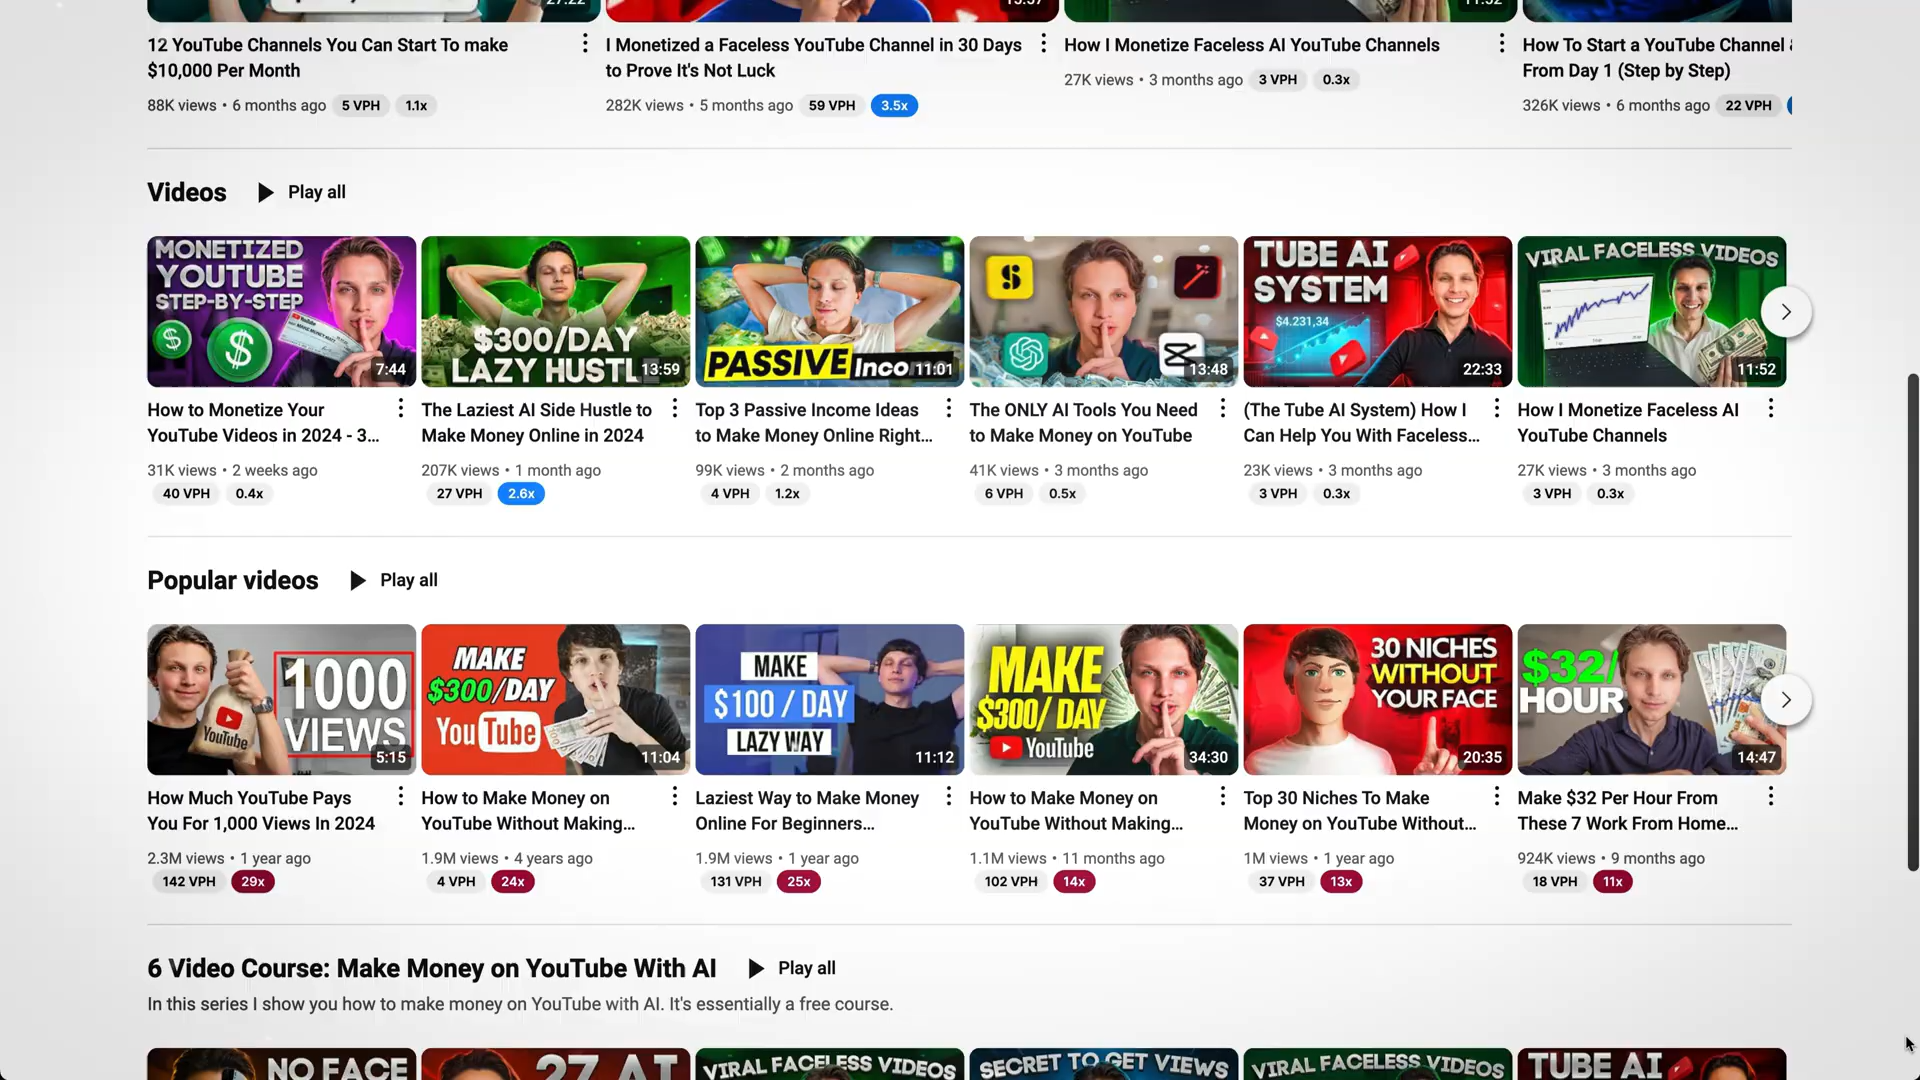 27:22
11:52
12 YouTube Channels You Can Start To make
$10,000 Per Month
88K views • 6 months ago 5 VPH 1.1x
I Monetized a Faceless YouTube Channel in 30 Days
to Prove It's Not Luck
282K views • 5 months ago 59 VPH 3.5x
How I Monetize Faceless AI YouTube Channels
27K views • 3 months ago 3 VPH 0.3x
How To Start a YouTube Channel
From Day 1 (Step by Step)
326K views • 6 months ago 22 VPH
Videos Play all
MONETIZED
YOUTUBE
STEP-BY-STEP
7:44
$300/DAY
LAZY HUSTL
13:59
PASSIVE Inco
11:01
13:48
TUBE AI
SYSTEM
$4.231,34
22:33
VIRAL FACELESS VIDEOS
11:52
How to Monetize Your
YouTube Videos in 2024 - 3...
31K views • 2 weeks ago
40 VPH 0.4x
The Laziest AI Side Hustle to
Make Money Online in 2024
207K views • 1 month ago
27 VPH 2.6x
Top 3 Passive Income Ideas
to Make Money Online Right...
99K views • 2 months ago
4 VPH 1.2x
The ONLY AI Tools You Need
to Make Money on YouTube
41K views • 3 months ago
6 VPH 0.5x
(The Tube AI System) How I
Can Help You With Faceless...
23K views • 3 months ago
3 VPH 0.3x
How I Monetize Faceless AI
YouTube Channels
27K views • 3 months ago
3 VPH 0.3x
Popular videos Play all
1000
VIEWS
YouTube
5:15
MAKE
$300/DAY
YouTube
11:04
MAKE
$100 / DAY
LAZY WAY
11:12
MAKE
$300/ DAY
YouTube
34:30
30 NICHES
WITHOUT
YOUR FACE
20:35
$32/
HOUR
14:47
How Much YouTube Pays
You For 1,000 Views In 2024
2.3M views • 1 year ago
142 VPH 29x
How to Make Money on
YouTube Without Making...
1.9M views • 4 years ago
4 VPH 24x
Laziest Way to Make Money
Online For Beginners...
1.9M views • 1 year ago
131 VPH 25x
How to Make Money on
YouTube Without Making...
1.1M views • 11 months ago
102 VPH 14x
Top 30 Niches To Make
Money on YouTube Without...
1M views • 1 year ago
37 VPH 13x
Make $32 Per Hour From
These 7 Work From Home...
924K views • 9 months ago
18 VPH 11x
6 Video Course: Make Money on YouTube With AI Play all
In this series I show you how to make money on YouTube with AI. It's essentially a free course.
NO FACE
27 AI
VIRAL FACELESS VIDEOS
SECRET TO GET VIEWS
VIRAL FACELESS VIDEOS
TUBE AI